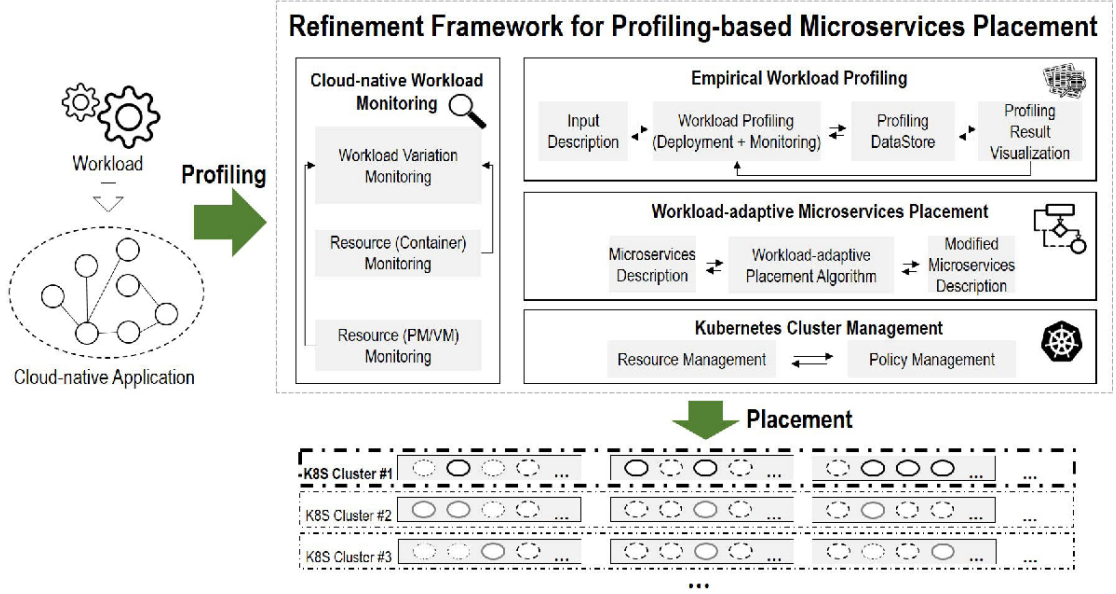 Refinement Framework for Profiling-based Microservices Placement
Workload
Cloud-native Application
Profiling
Cloud-native Workload
Monitoring
Workload Variation
Monitoring
Resource (Container)
Monitoring
Resource (PM/VM)
Monitoring
Empirical Workload Profiling
Input
Description
Workload Profiling
(Deployment + Monitoring)
Profiling
DataStore
Profiling
Result
Visualization
Workload-adaptive Microservices Placement
Microservices
Description
Workload-adaptive
Placement Algorithm
Modified
Microservices
Description
Kubernetes Cluster Management
Resource Management
Policy Management
Placement
K8S Cluster #1
...
...
...
...
K8S Cluster #2
...
...
...
...
K8S Cluster #3
...
...
...
...
...